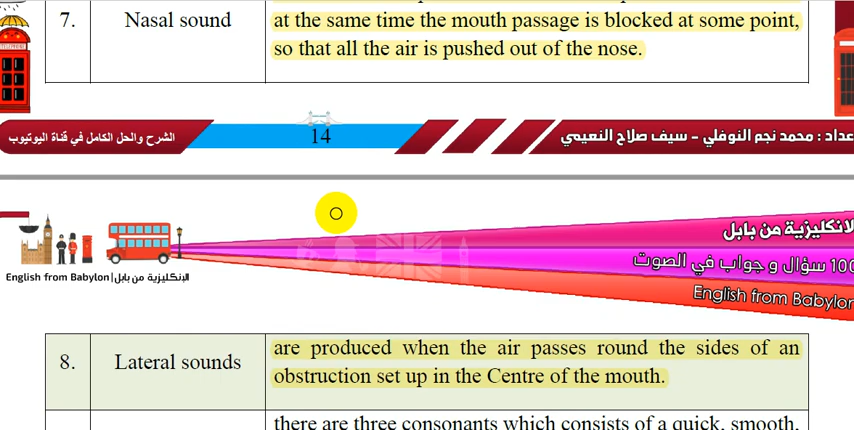 7.
Nasal sound
at the same time the mouth passage is blocked at some point,
so that all the air is pushed out of the nose.
الشرح والحل الكامل في قناة اليوتيوب
14
عداد : محمد نجم النوفلي - سيف صلاح النعيمي
English from Babylon | الإنكليزية من بابل
لانكليزية من بابل
100 سؤال و جواب في الصوت
English from Babylon
8.
Lateral sounds
are produced when the air passes round the sides of an
obstruction set up in the Centre of the mouth.
there are three consonants which consists of a quick, smooth,